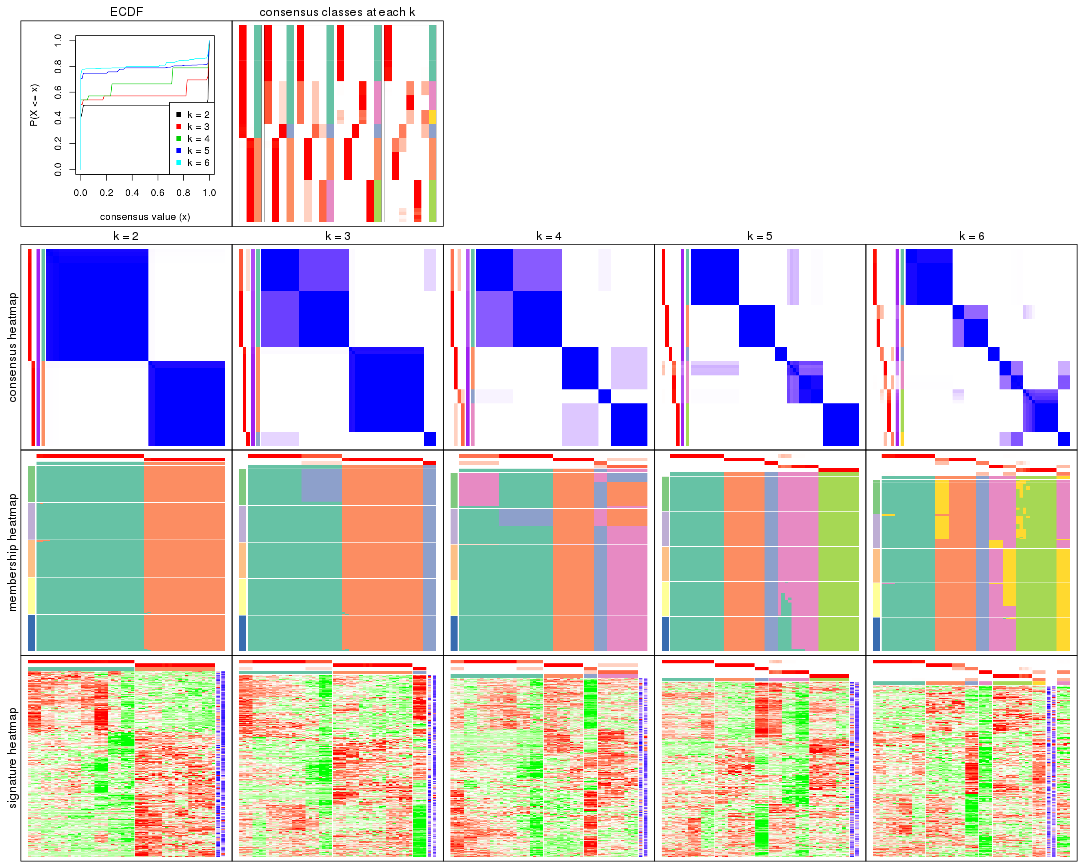 ECDF
consensus classes at each k
P(X <= x)
1.0
0.8
0.6
0.4
0.2
0.0
k = 2
k = 3
k = 4
k = 5
k = 6
0.0 0.2 0.4 0.6 0.8 1.0
consensus value (x)
k = 2
k = 3
k = 4
k = 5
k = 6
consensus heatmap
membership heatmap
signature heatmap